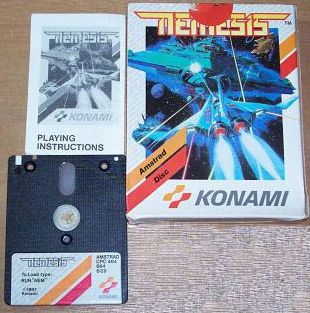 NEMESIS
KONAMI
PLAYING
INSTRUCTIONS
NEMESIS
TM
Amstrad
Disc
KONAMI
NEMESIS
To Load type:
RUN"NEM"
©1987
Konami
AMSTRAD
CPC 464
664
6128
KONAMI